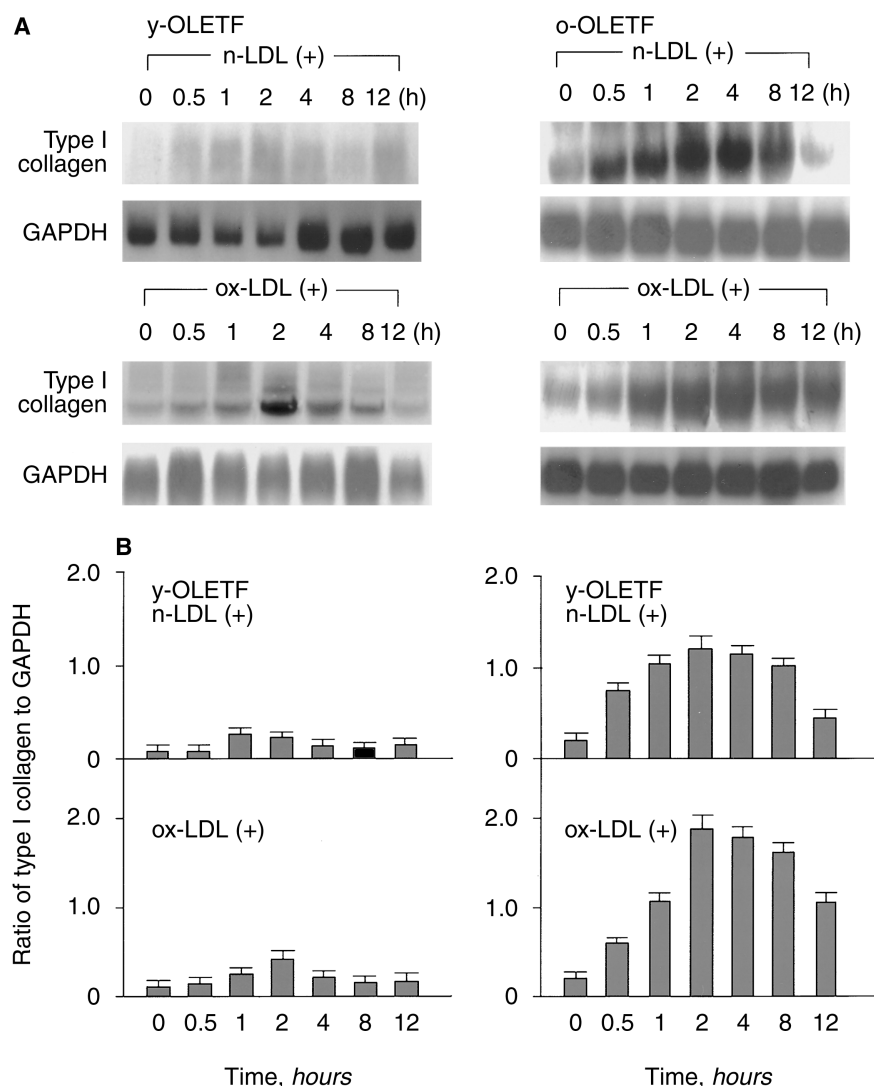 A
y-OLETF
n-LDL (+)
0 0.5 1 2 4 8 12 (h)
Type I
collagen
GAPDH
ox-LDL (+)
0 0.5 1 2 4 8 12 (h)
Type I
collagen
GAPDH
o-OLETF
n-LDL (+)
0 0.5 1 2 4 8 12 (h)
ox-LDL (+)
0 0.5 1 2 4 8 12 (h)
B
Ratio of type I collagen to GAPDH
2.0
1.0
0
y-OLETF
n-LDL (+)
2.0
1.0
0
ox-LDL (+)
0 0.5 1 2 4 8 12
Time, hours
2.0
1.0
0
y-OLETF
n-LDL (+)
2.0
1.0
0
ox-LDL (+)
0 0.5 1 2 4 8 12
Time, hours